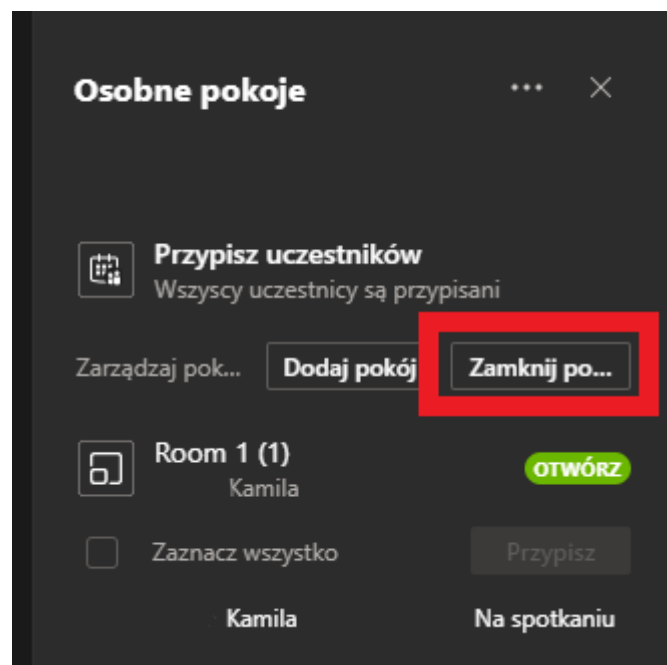 Osobne pokoje
Przypisz uczestników
Wszyscy uczestnicy są przypisani
Zarządzaj pok... Dodaj pokój Zamknij po...
Room 1 (1) OTWÓRZ
Kamila
Zaznacz wszystko Przypisz
Kamila Na spotkaniu